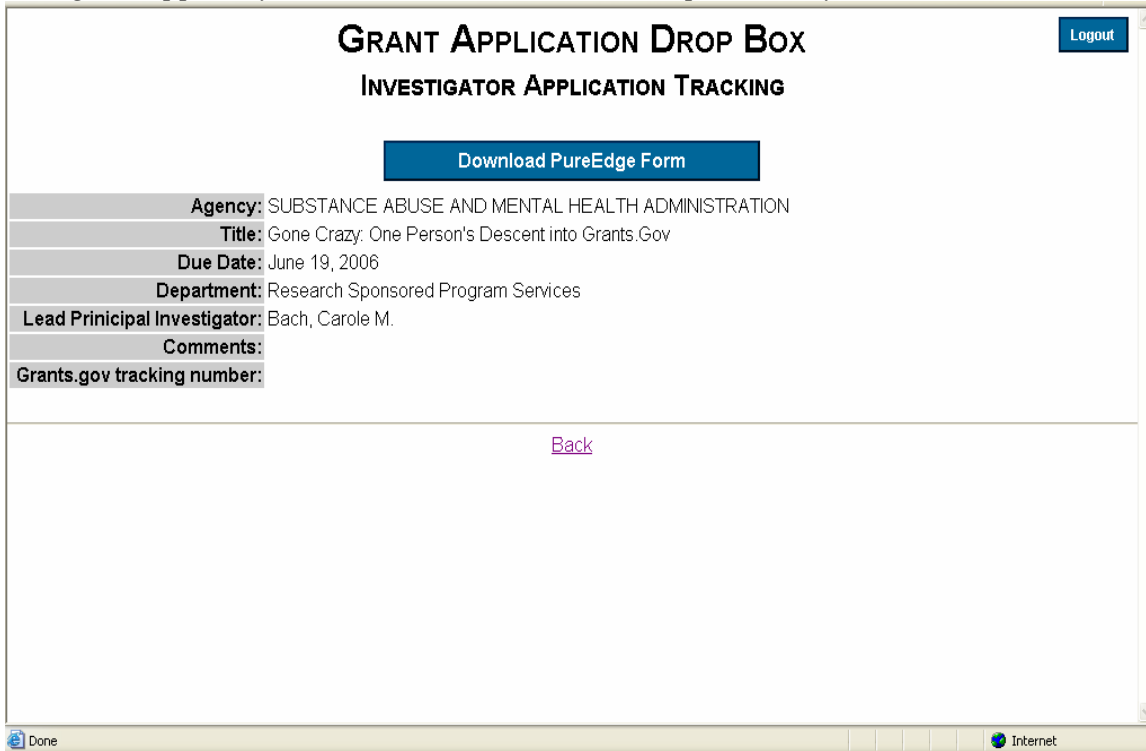 GRANT APPLICATION DROP BOX
Logout
INVESTIGATOR APPLICATION TRACKING
Download PureEdge Form
Agency: SUBSTANCE ABUSE AND MENTAL HEALTH ADMINISTRATION
Title: Gone Crazy: One Person's Descent into Grants.Gov
Due Date: June 19, 2006
Department: Research Sponsored Program Services
Lead Prinicipal Investigator: Bach, Carole M.
Comments:
Grants.gov tracking number:
Back
Done
Internet